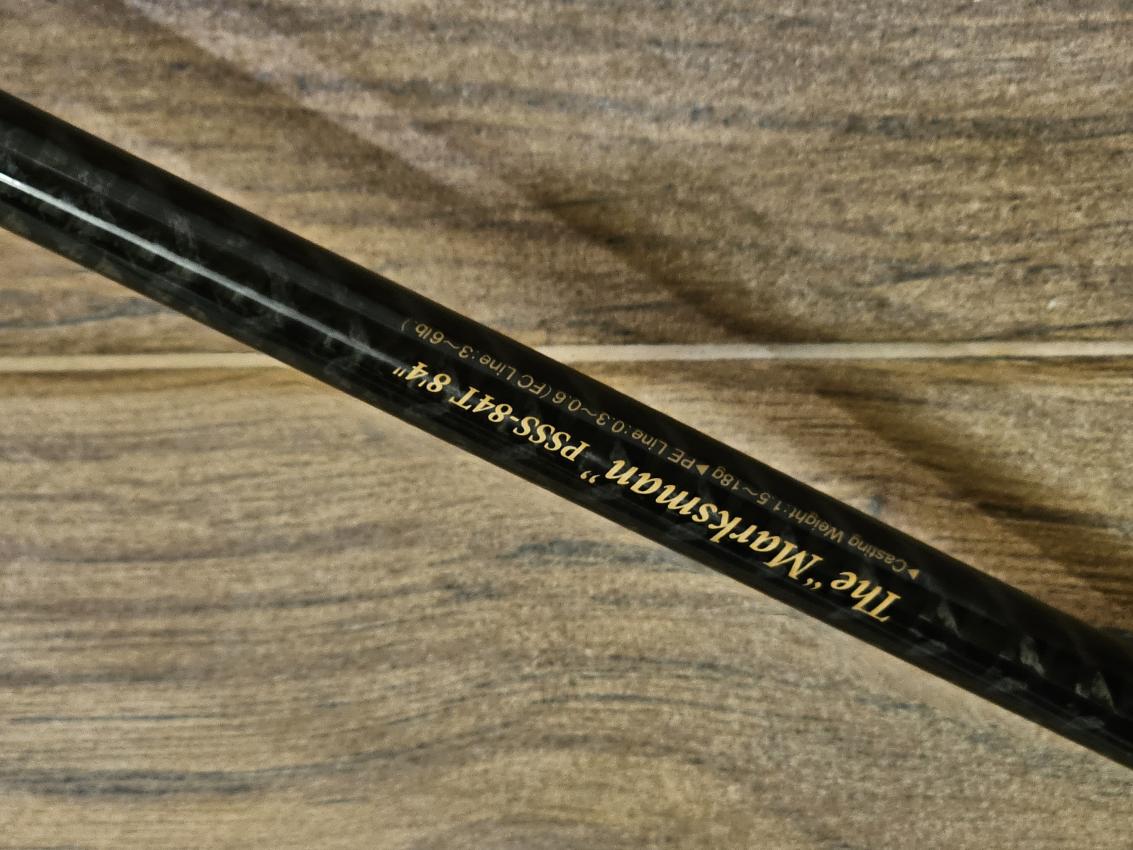 The “Marksman” PSSS-84T 8'4"
▶Casting Weight:1.5～18g▶PE Line:0.3～0.6(FC Line:3～6lb.)